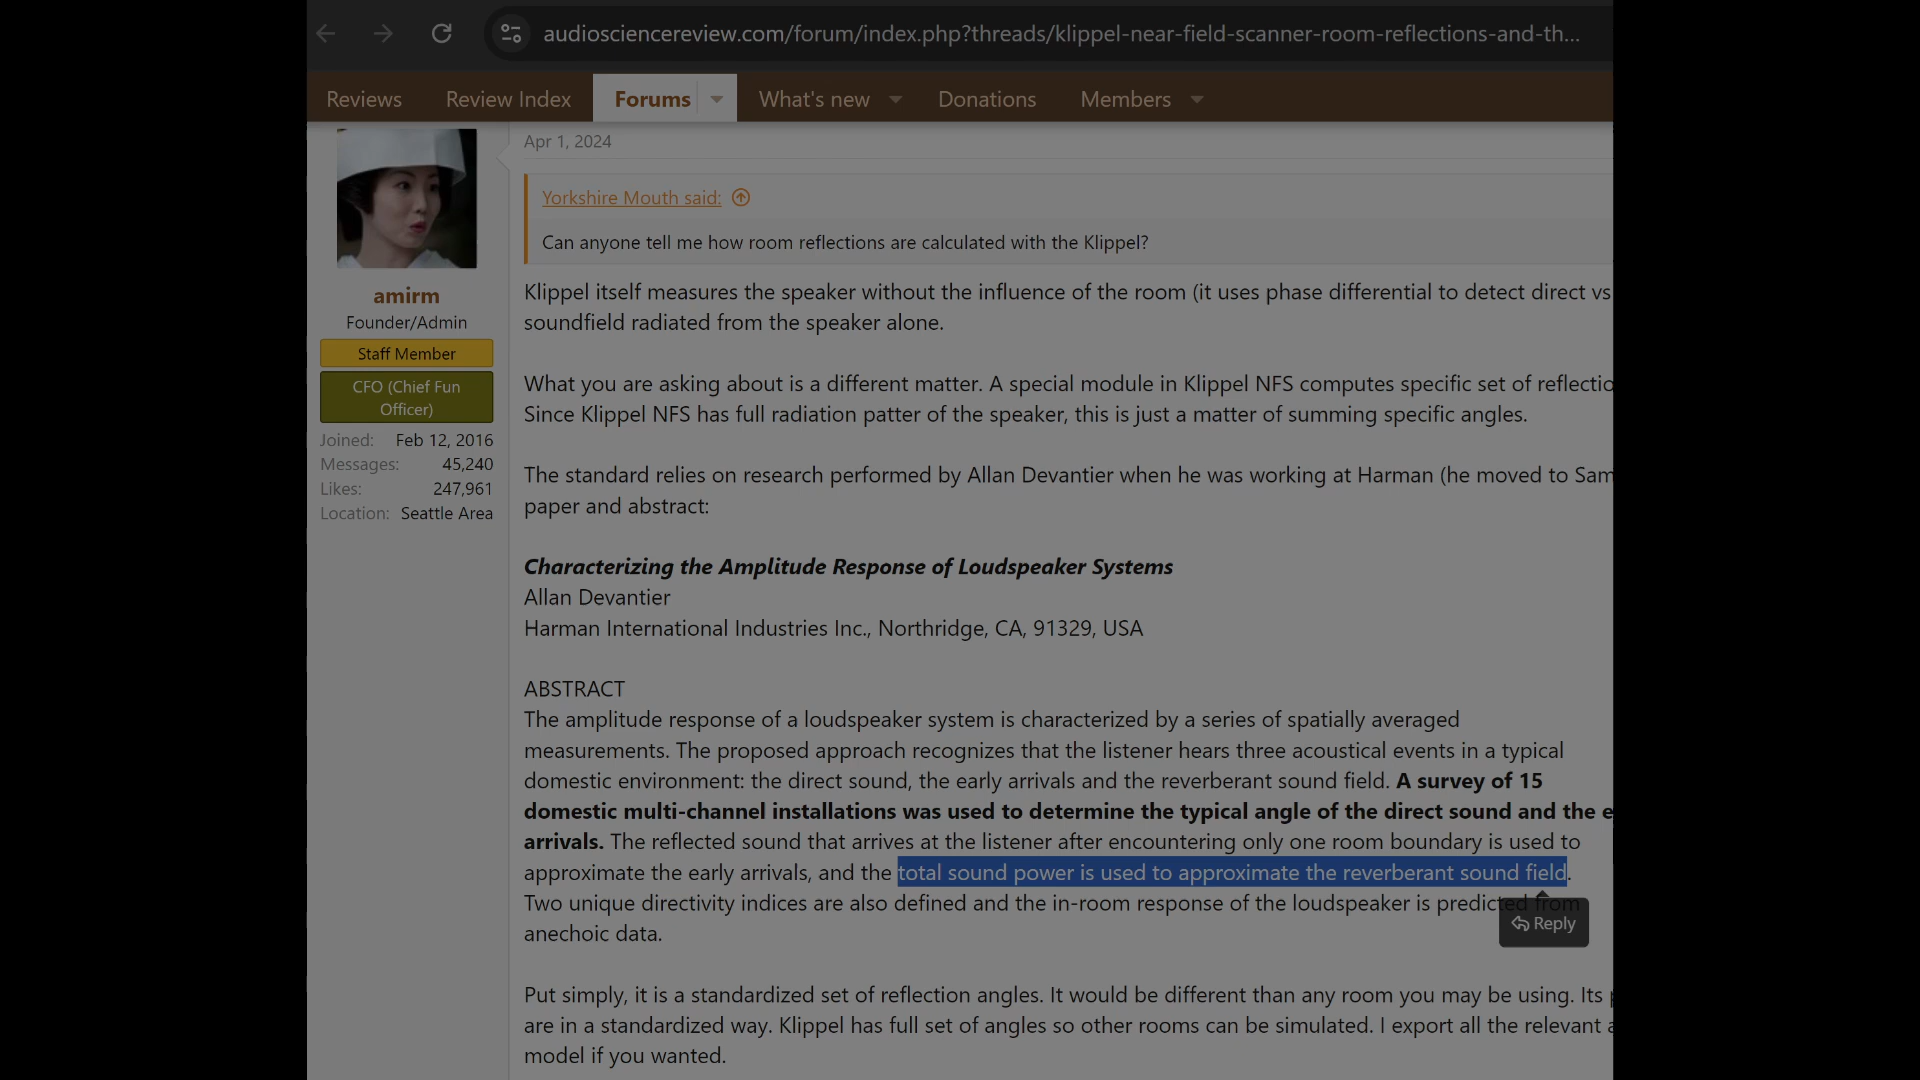 audiosciencereview.com/forum/index.php?threads/klippel-near-field-scanner-room-reflections-and-th...
Reviews Review Index Forums What's new Donations Members
Apr 1, 2024
Yorkshire Mouth said:
Can anyone tell me how room reflections are calculated with the Klippel?
amirm
Founder/Admin
Staff Member
CFO (Chief Fun
Officer)
Joined: Feb 12, 2016
Messages: 45,240
Likes: 247,961
Location: Seattle Area
Klippel itself measures the speaker without the influence of the room (it uses phase differential to detect direct vs
soundfield radiated from the speaker alone.
What you are asking about is a different matter. A special module in Klippel NFS computes specific set of reflectio
Since Klippel NFS has full radiation patter of the speaker, this is just a matter of summing specific angles.
The standard relies on research performed by Allan Devantier when he was working at Harman (he moved to Sam
paper and abstract:
Characterizing the Amplitude Response of Loudspeaker Systems
Allan Devantier
Harman International Industries Inc., Northridge, CA, 91329, USA
ABSTRACT
The amplitude response of a loudspeaker system is characterized by a series of spatially averaged
measurements. The proposed approach recognizes that the listener hears three acoustical events in a typical
domestic environment: the direct sound, the early arrivals and the reverberant sound field. A survey of 15
domestic multi-channel installations was used to determine the typical angle of the direct sound and the e
arrivals. The reflected sound that arrives at the listener after encountering only one room boundary is used to
approximate the early arrivals, and the total sound power is used to approximate the reverberant sound field.
Two unique directivity indices are also defined and the in-room response of the loudspeaker is predicted from
anechoic data.
Reply
Put simply, it is a standardized set of reflection angles. It would be different than any room you may be using. Its p
are in a standardized way. Klippel has full set of angles so other rooms can be simulated. I export all the relevant a
model if you wanted.